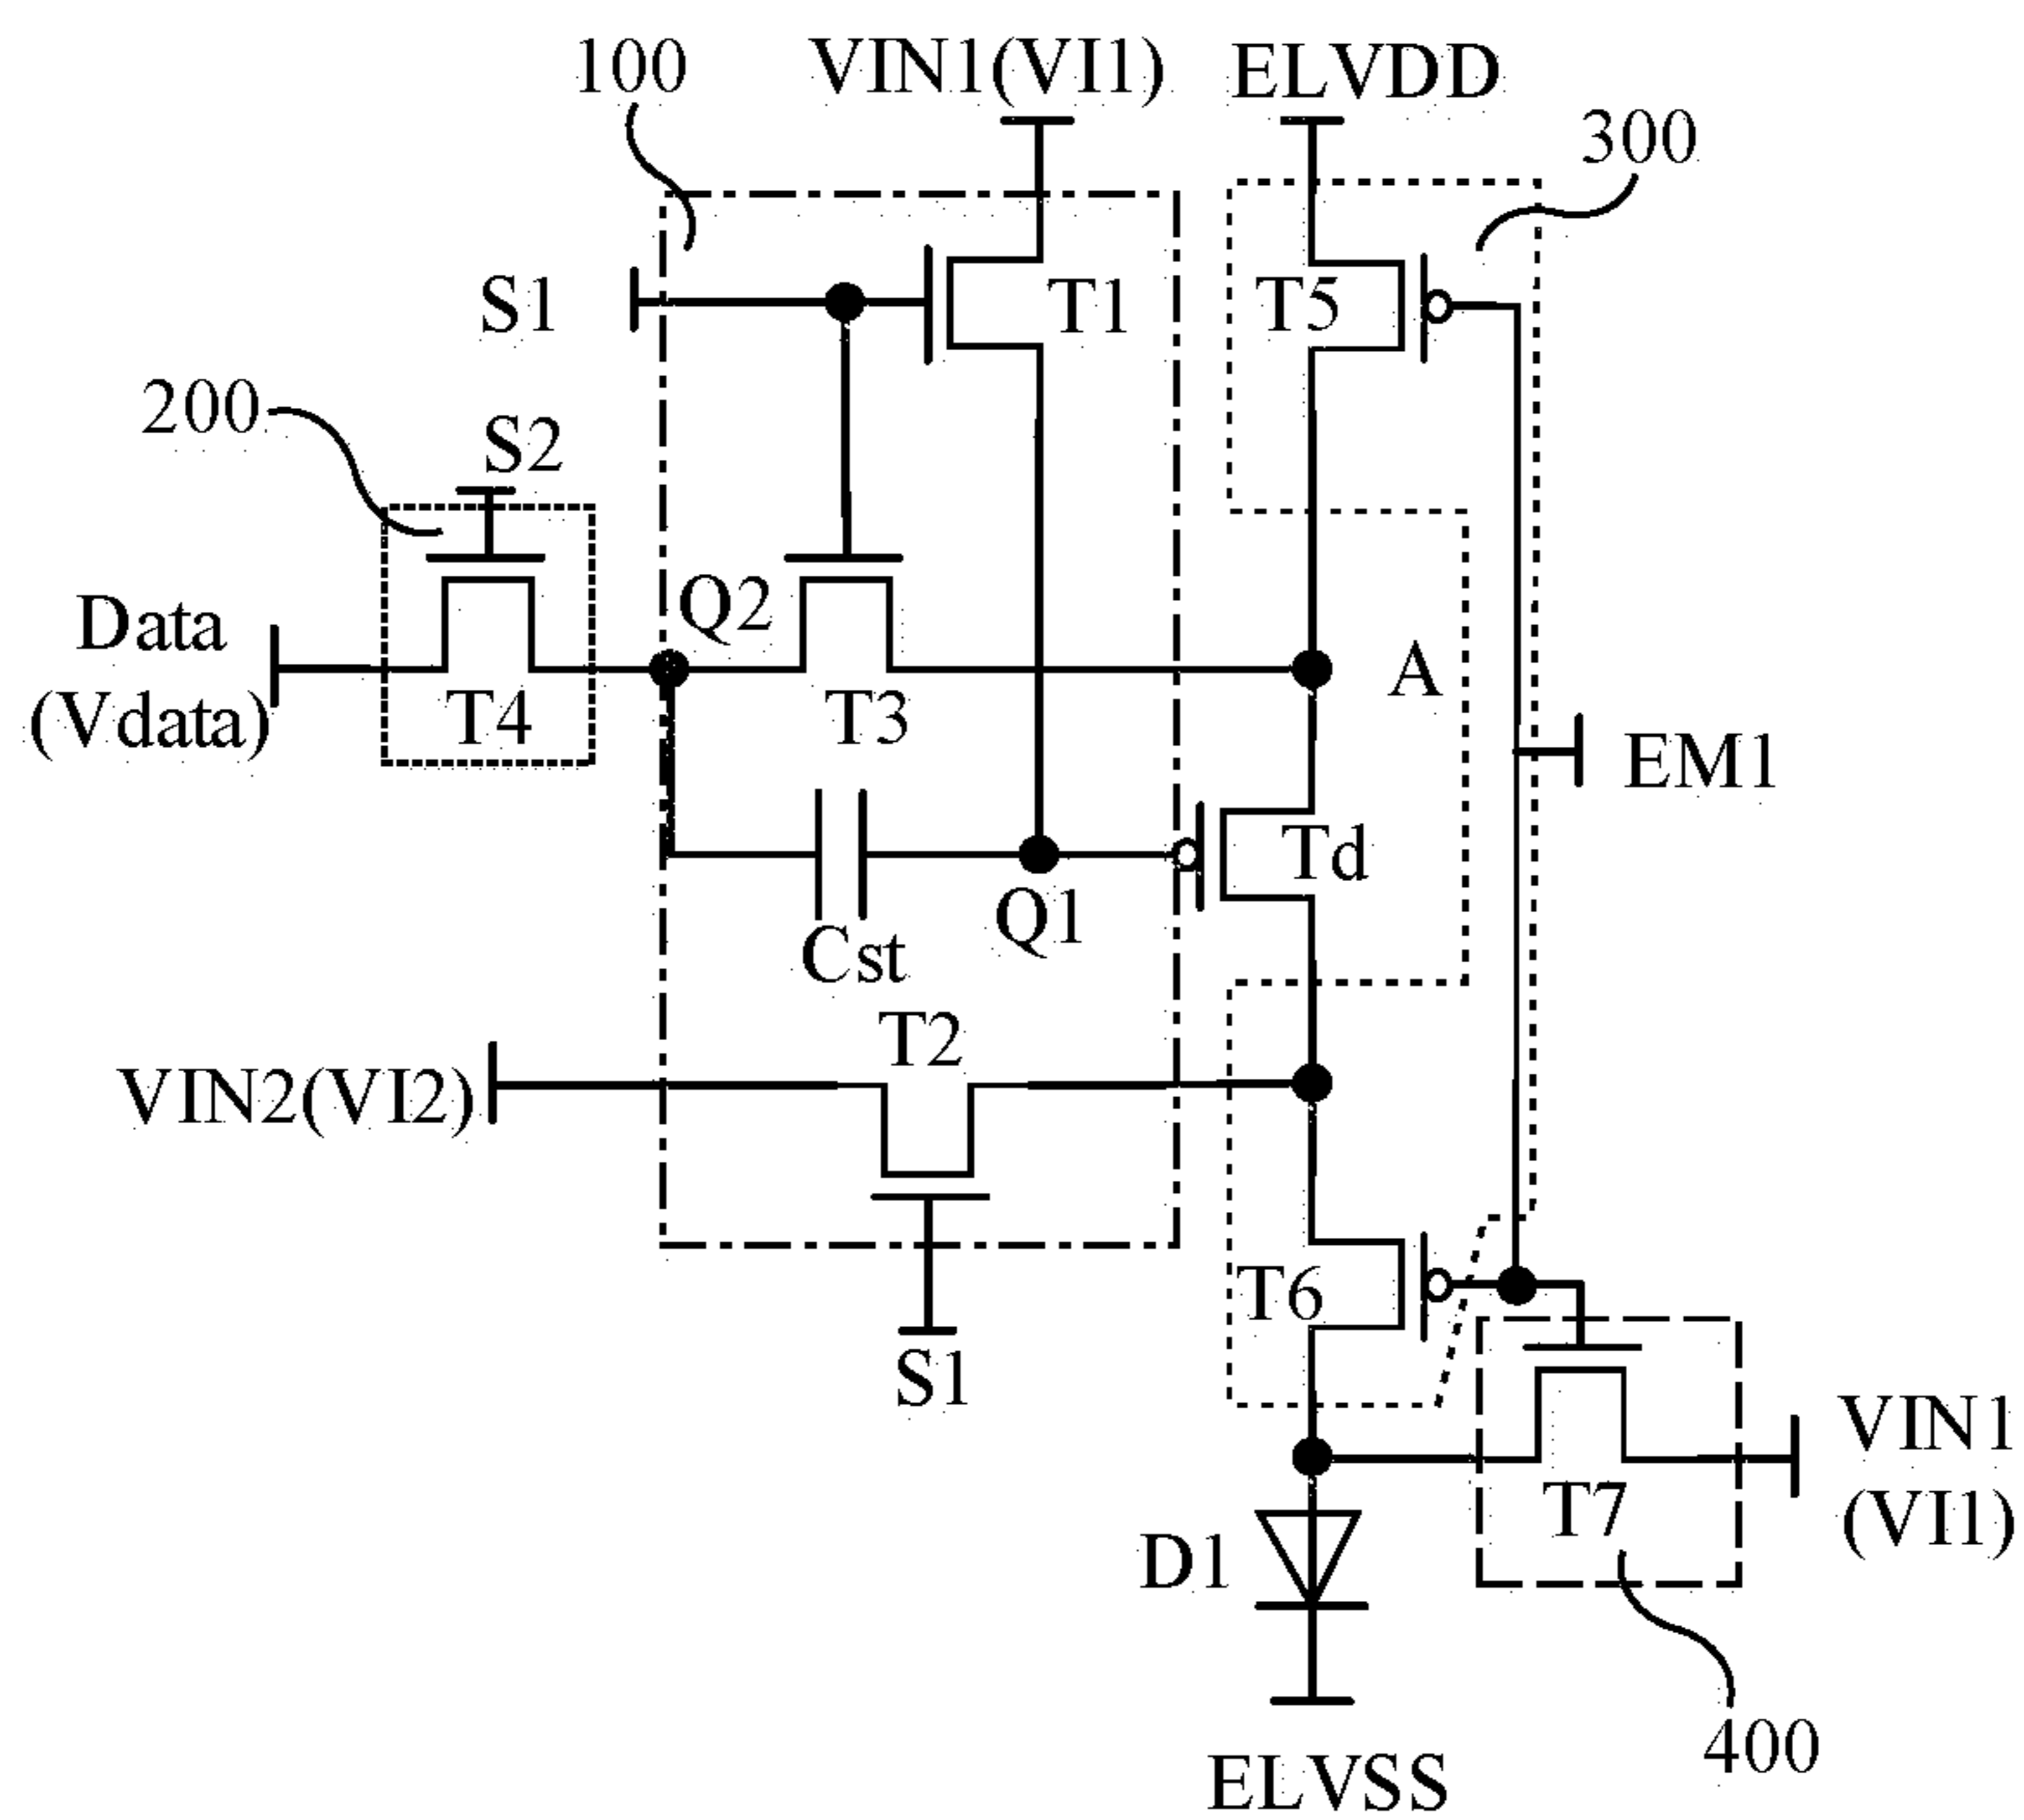 100
VIN1(VI1)
ELVDD
300
S1
T1
T5
200
S2
Q2
Data
(Vdata)
T4
T3
A
EM1
Td
Q1
Cst
T2
VIN2(VI2)
T6
S1
VIN1
(VI1)
T7
D1
400
ELVSS